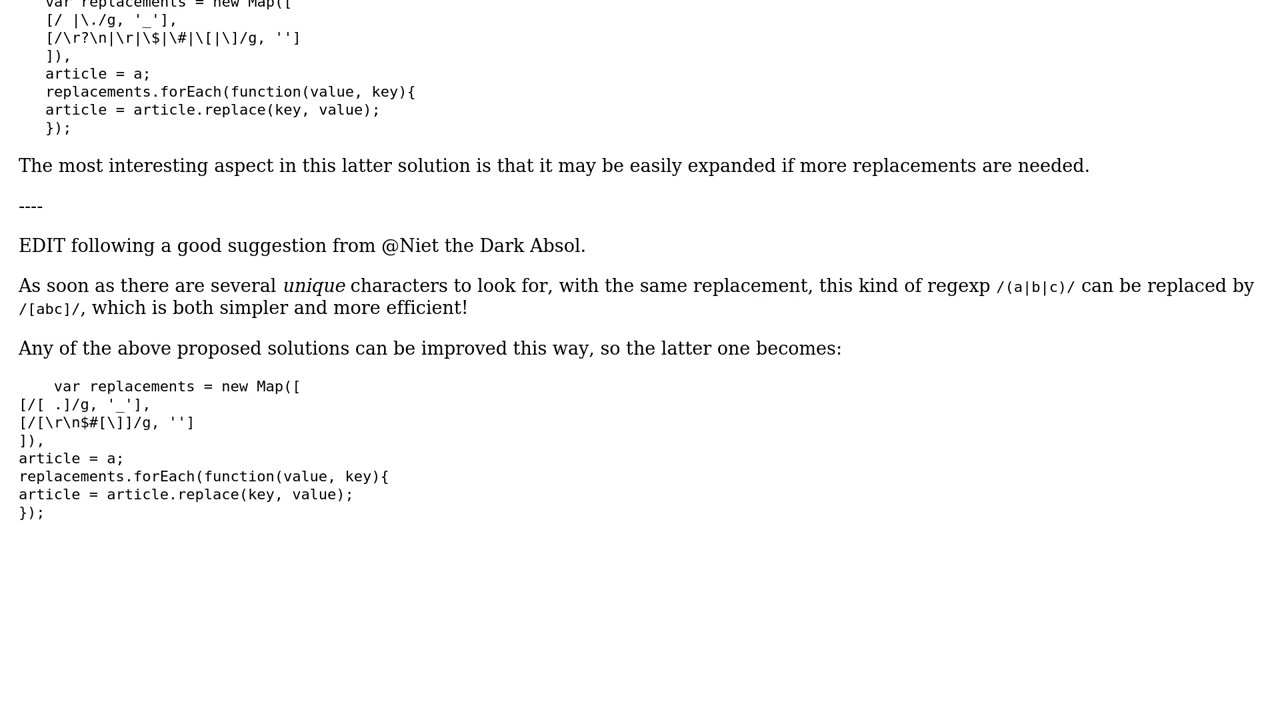 var replacements = new Map([
[/ |\./g, '_'],
[/\r?\n|\r|\$|\#|\[|\]/g, '']
]),
article = a;
replacements.forEach(function(value, key){
article = article.replace(key, value);
});
The most interesting aspect in this latter solution is that it may be easily expanded if more replacements are needed.
----
EDIT following a good suggestion from @Niet the Dark Absol.
As soon as there are several unique characters to look for, with the same replacement, this kind of regexp /(a|b|c)/ can be replaced by
/[abc]/, which is both simpler and more efficient!
Any of the above proposed solutions can be improved this way, so the latter one becomes:
var replacements = new Map([
[/[ .]/g, '_'],
[/[\r\n$#[\]]/g, '']
]),
article = a;
replacements.forEach(function(value, key){
article = article.replace(key, value);
});